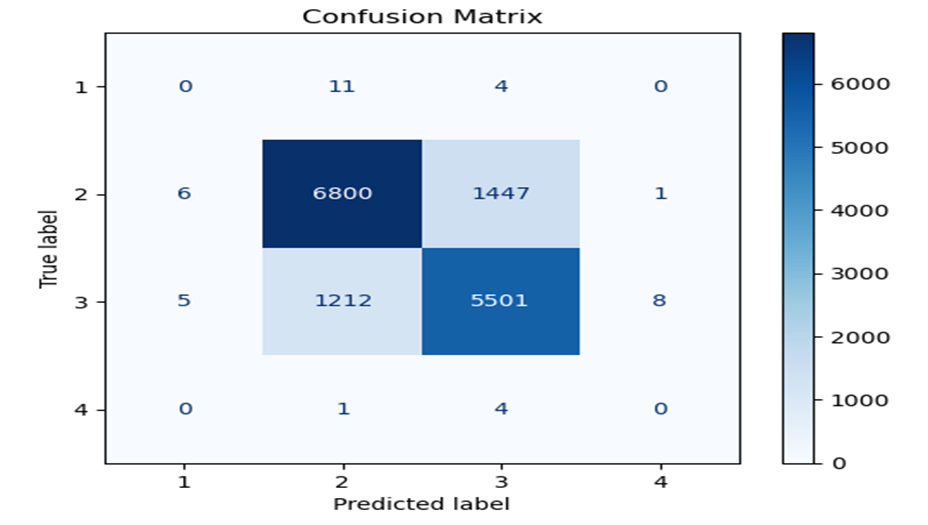 Confusion Matrix
1 0 11 4 0
2 6 6800 1447 1
3 5 1212 5501 8
4 0 1 4 0
1 2 3 4
Predicted label
True label
6000
5000
4000
3000
2000
1000
0